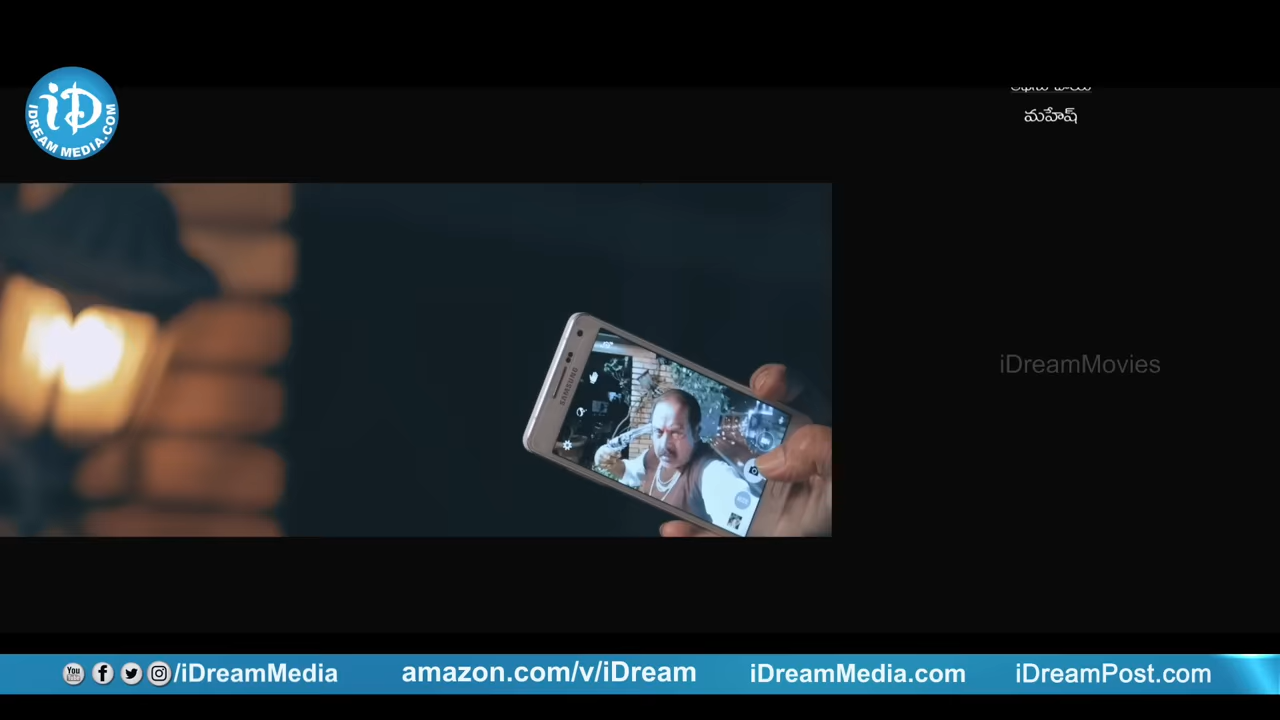 iD
IDREAM MEDIA.COM
మహేష్
SAMSUNG
iDreamMovies
/iDreamMedia
amazon.com/v/iDream
iDreamMedia.com
iDreamPost.com